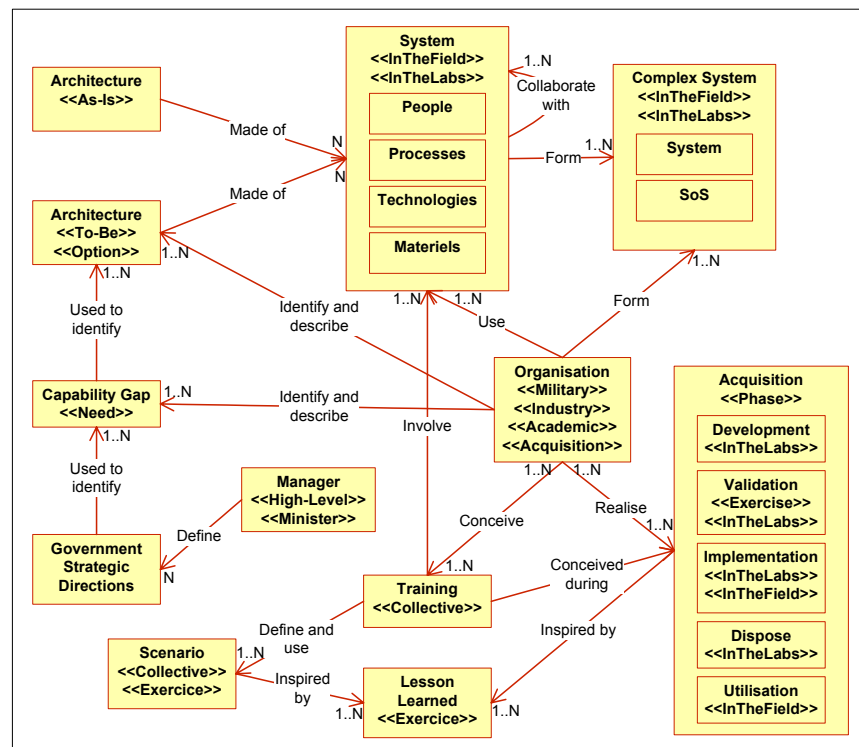 System
<<InTheField>>
<<InTheLabs>>
People
Processes
Technologies
Materiels
1..N
Collaborate
with
Complex System
<<InTheField>>
<<InTheLabs>>
System
SoS
Architecture
<<As-Is>>
Made of
N
N
Made of
Form
1..N
Architecture
<<To-Be>>
<<Option>>
1..N
1..N
1..N
1..N
1..N
Used to
identify
Identify and
describe
Use
Form
Capability Gap
<<Need>>
1..N
1..N
Identify and
describe
Involve
Organisation
<<Military>>
<<Industry>>
<<Academic>>
<<Acquisition>>
1..N
1..N
Acquisition
<<Phase>>
Development
<<InTheLabs>>
Validation
<<Exercise>>
<<InTheLabs>>
Implementation
<<InTheLabs>>
<<InTheField>>
Dispose
<<InTheLabs>>
Utilisation
<<InTheField>>
Used to
identify
Manager
<<High-Level>>
<<Minister>>
Define
N
Government
Strategic
Directions
Conceive
Realise
1..N
1..N
Conceived
during
Training
<<Collective>>
Define and
use
Inspired by
Scenario
<<Collective>>
<<Exercice>>
1..N
Inspired
by
Lesson
Learned
<<Exercice>>
1..N
1..N